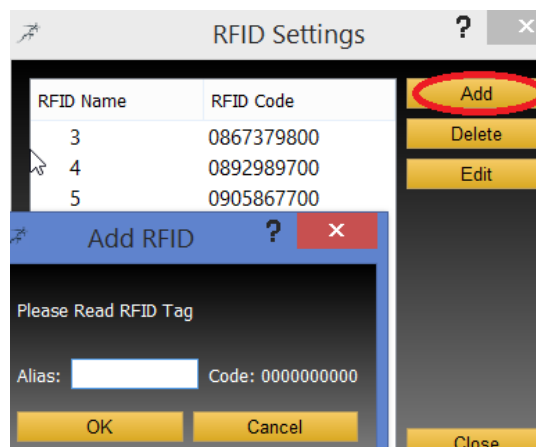 RFID Settings ?
RFID Name RFID Code Add
3 0867379800 Delete
4 0892989700 Edit
5 0905867700
Add RFID ?
Please Read RFID Tag
Alias: Code: 0000000000
OK Cancel
Close